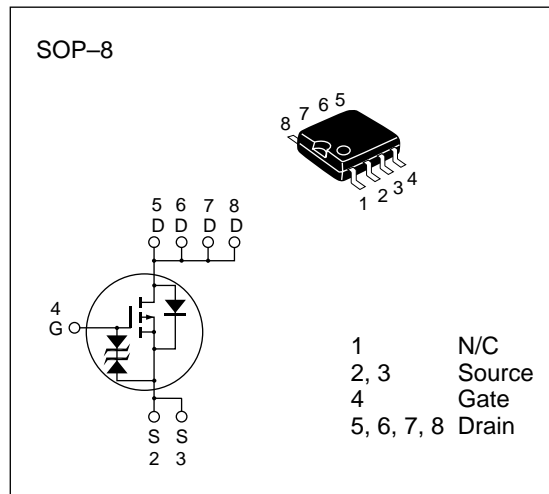 SOP–8
8 7 6 5
1 2 3 4
5 6 7 8
D D D D
4
G
S S
2 3
1 N/C
2, 3 Source
4 Gate
5, 6, 7, 8 Drain